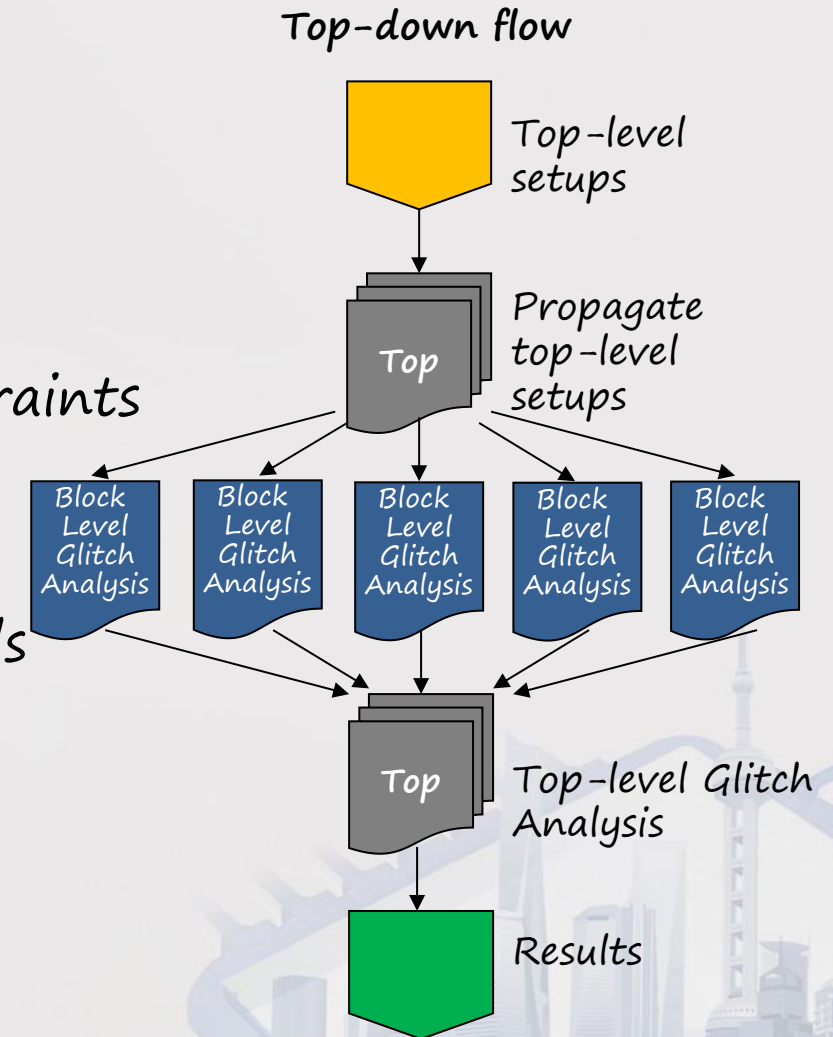 Top-down flow
Top-level
setups
Propagate
top-level
setups
Top
raints
Block
Level
Glitch
Analysis
Block
Level
Glitch
Analysis
Block
Level
Glitch
Analysis
Block
Level
Glitch
Analysis
Block
Level
Glitch
Analysis
ls
Top
Top-level Glitch
Analysis
Results